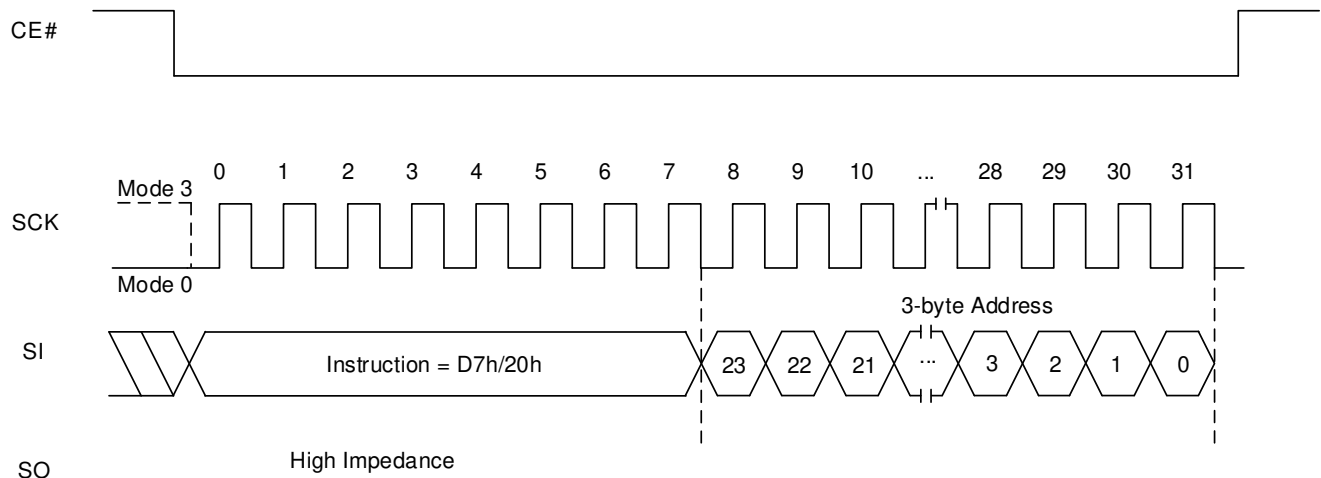 CE#
0 1 2 3 4 5 6 7 8 9 10 ... 28 29 30 31
Mode 3
SCK
Mode 0
3-byte Address
SI
Instruction = D7h/20h
23 22 21 ... 3 2 1 0
High Impedance
SO